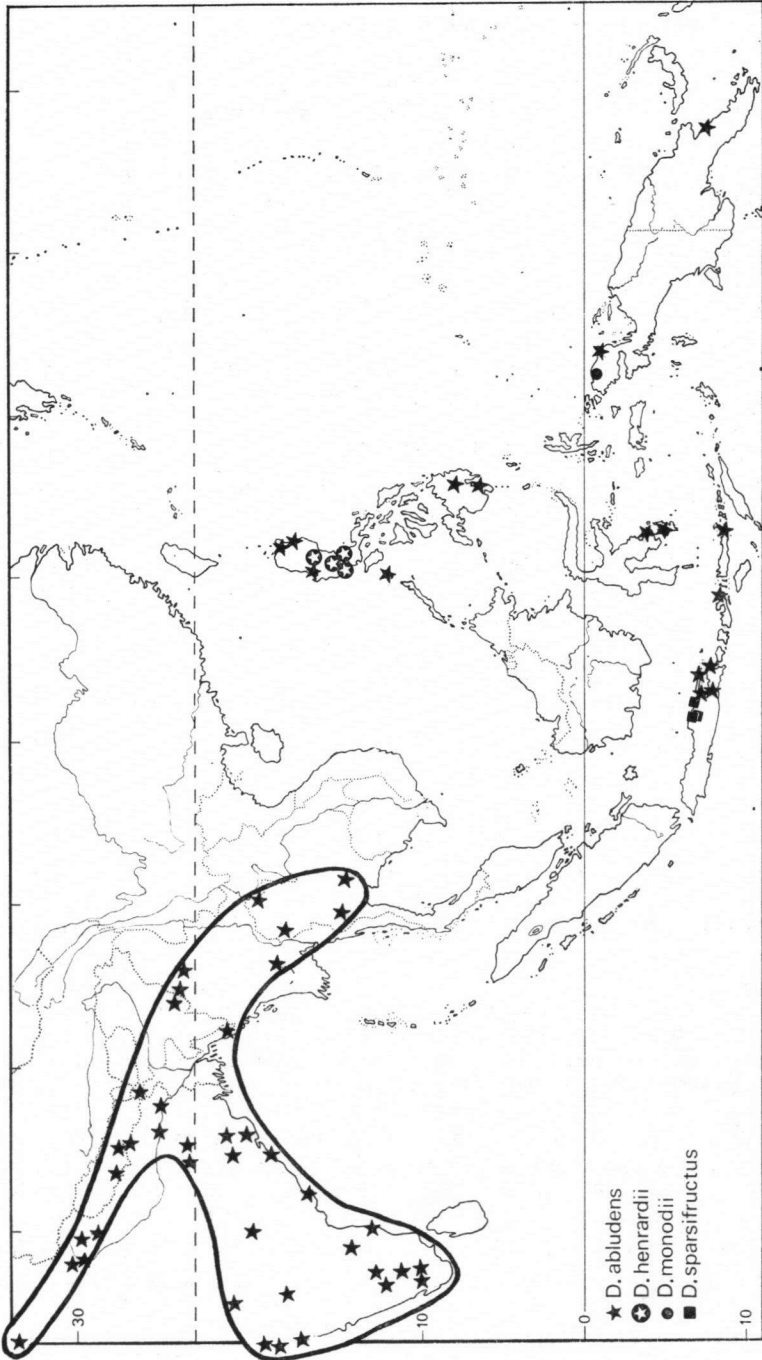 30
10
0
10
D. abludens
D. henrardii
D. monodii
D. sparsifructus